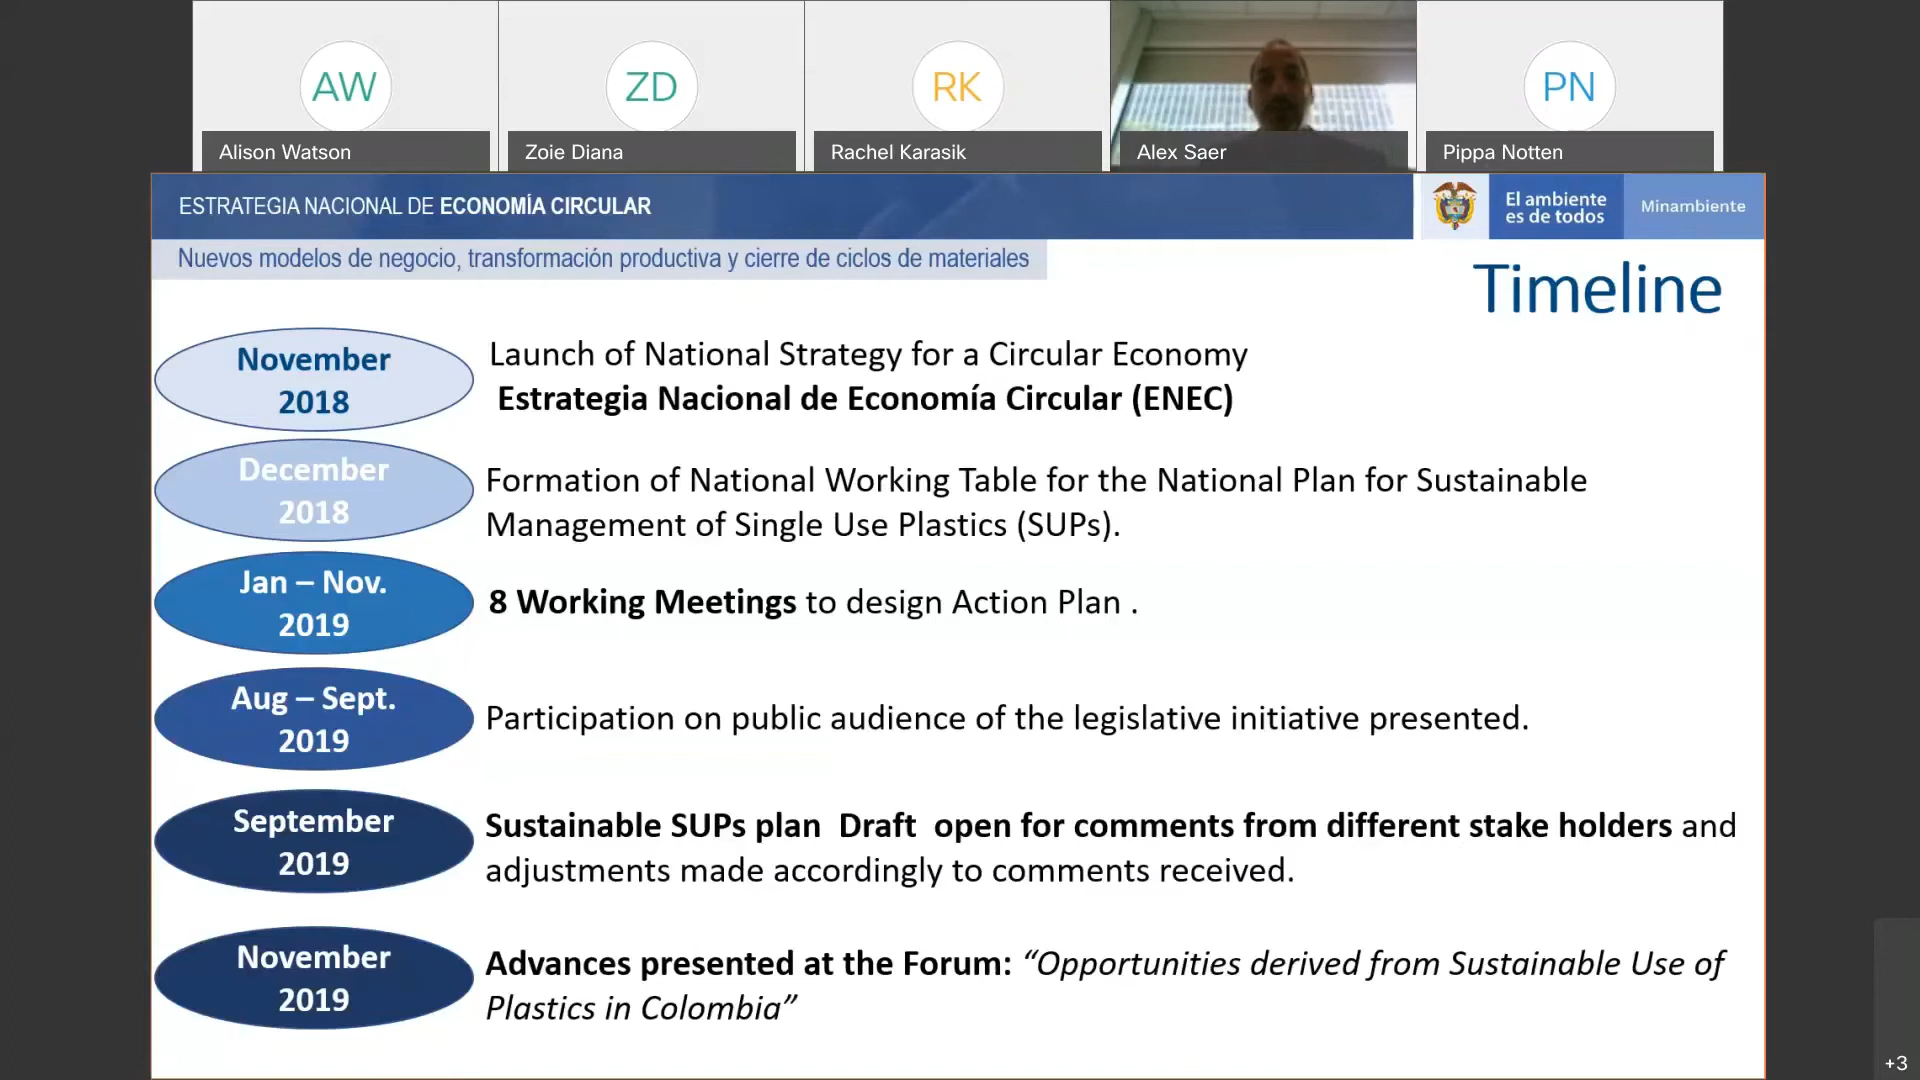 AW
ZD
RK
PN
Alison Watson
Zoie Diana
Rachel Karasik
Alex Saer
Pippa Notten
ESTRATEGIA NACIONAL DE ECONOMÍA CIRCULAR
El ambiente
es de todos
Minambiente
Nuevos modelos de negocio, transformación productiva y cierre de ciclos de materiales
Timeline
November
2018
Launch of National Strategy for a Circular Economy
Estrategia Nacional de Economía Circular (ENEC)
December
2018
Formation of National Working Table for the National Plan for Sustainable
Management of Single Use Plastics (SUPs).
Jan – Nov.
2019
8 Working Meetings to design Action Plan .
Aug – Sept.
2019
Participation on public audience of the legislative initiative presented.
September
2019
Sustainable SUPs plan Draft open for comments from different stake holders and
adjustments made accordingly to comments received.
November
2019
Advances presented at the Forum: “Opportunities derived from Sustainable Use of
Plastics in Colombia”
+3